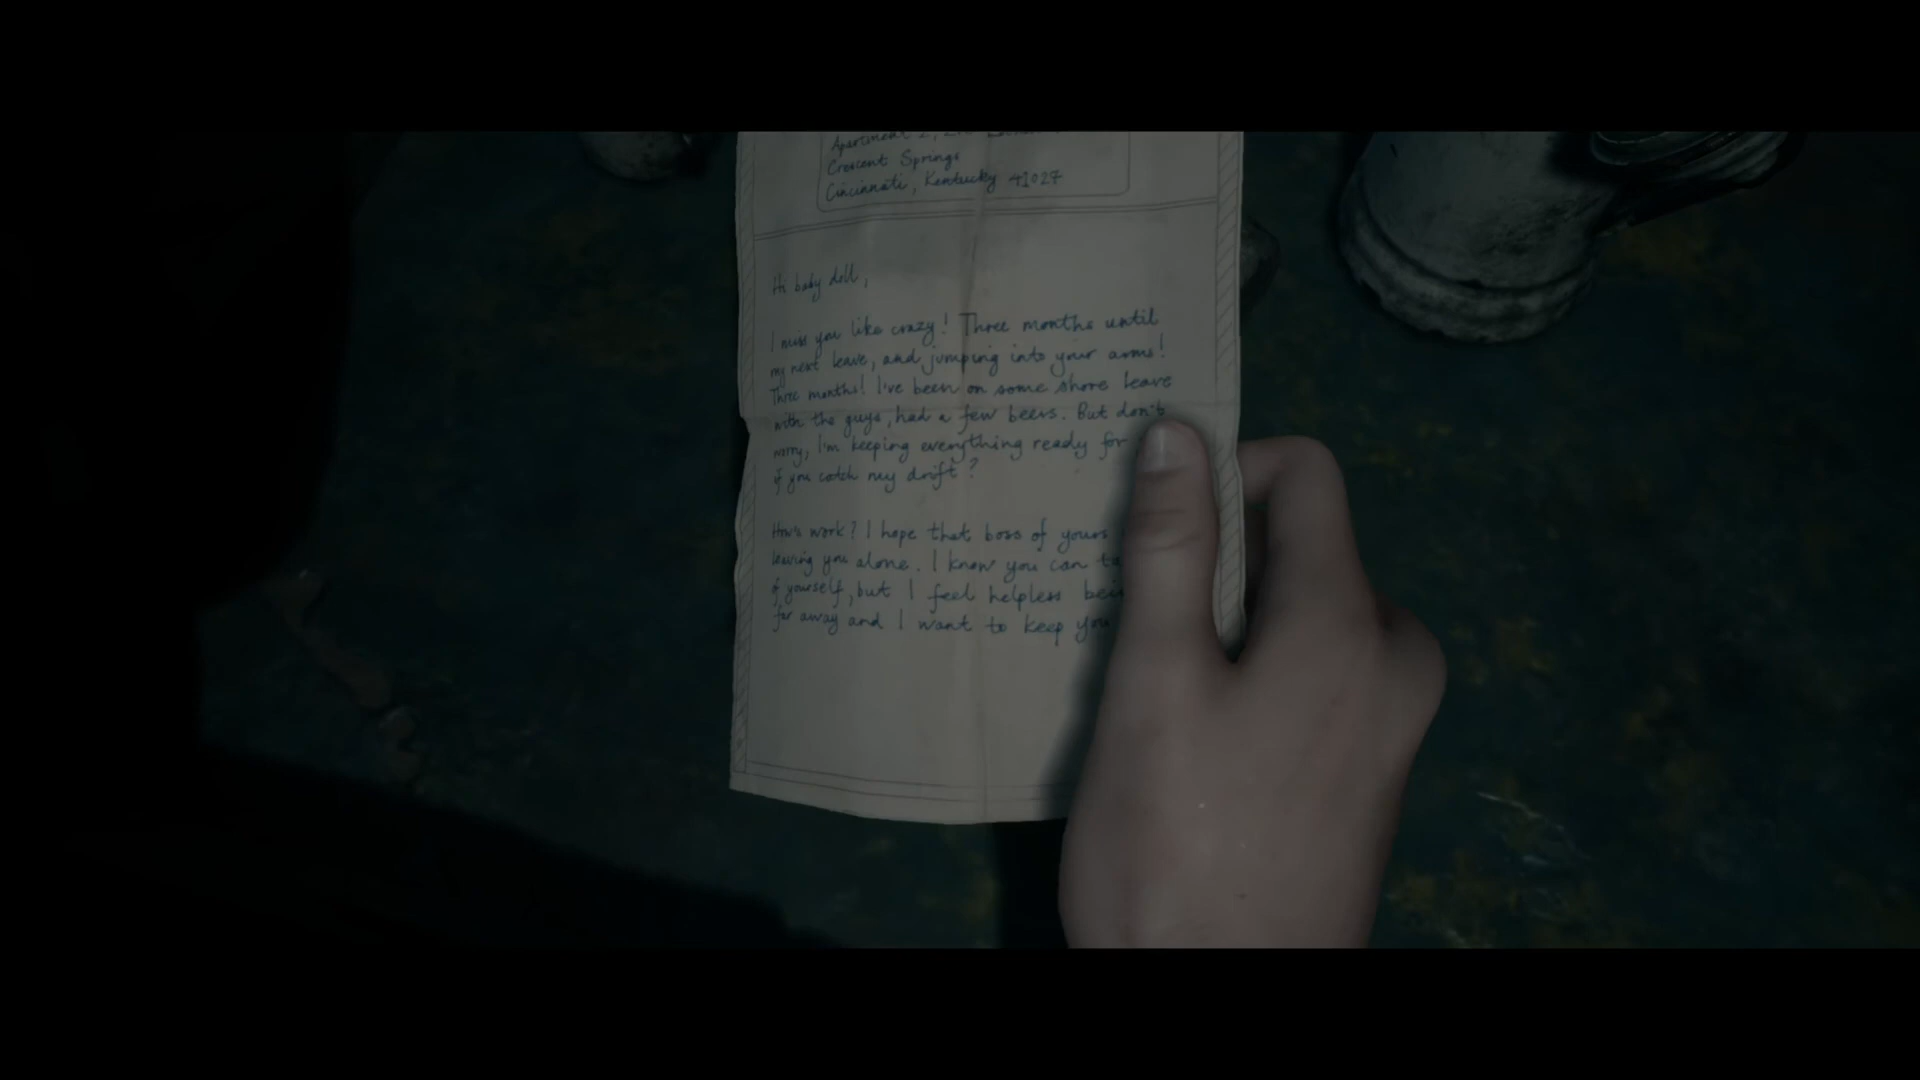 Apartment 2,
Crescent Springs
Cincinnati, Kentucky 41027
Hi baby doll,
I miss you like crazy! Three months until
my next leave, and jumping into your arms!
Three months! I've been on some shore leave
with the guys, had a few beers. But don't
worry, I'm keeping everything ready for
if you catch my drift?
How's work? I hope that boss of yours
leaving you alone. I know you can
of yourself, but I feel helpless
far away and I want to keep you